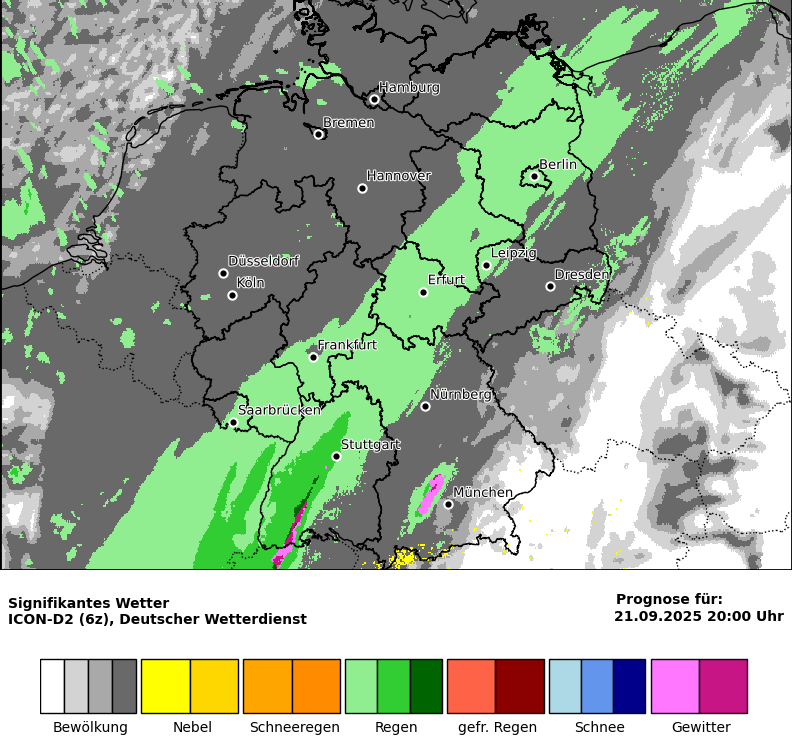 Hamburg
Bremen
Berlin
Hannover
Leipzig
Düsseldorf
Dresden
Köln
Erfurt
Frankfurt
Nürnberg
Saarbrücken
Stuttgart
München
Signifikantes Wetter
ICON-D2 (6z), Deutscher Wetterdienst
Prognose für:
21.09.2025 20:00 Uhr
Bewölkung
Nebel
Schneeregen
Regen
gefr. Regen
Schnee
Gewitter